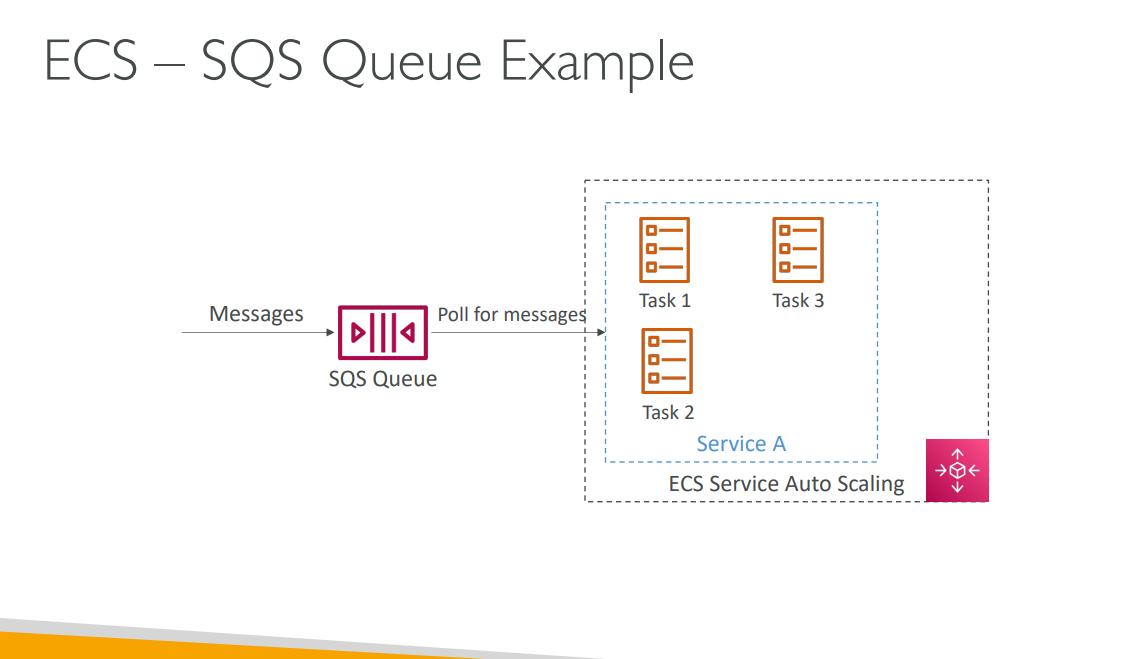 ECS – SQS Queue Example
Messages
SQS Queue
Poll for messages
Task 1
Task 3
Task 2
Service A
ECS Service Auto Scaling